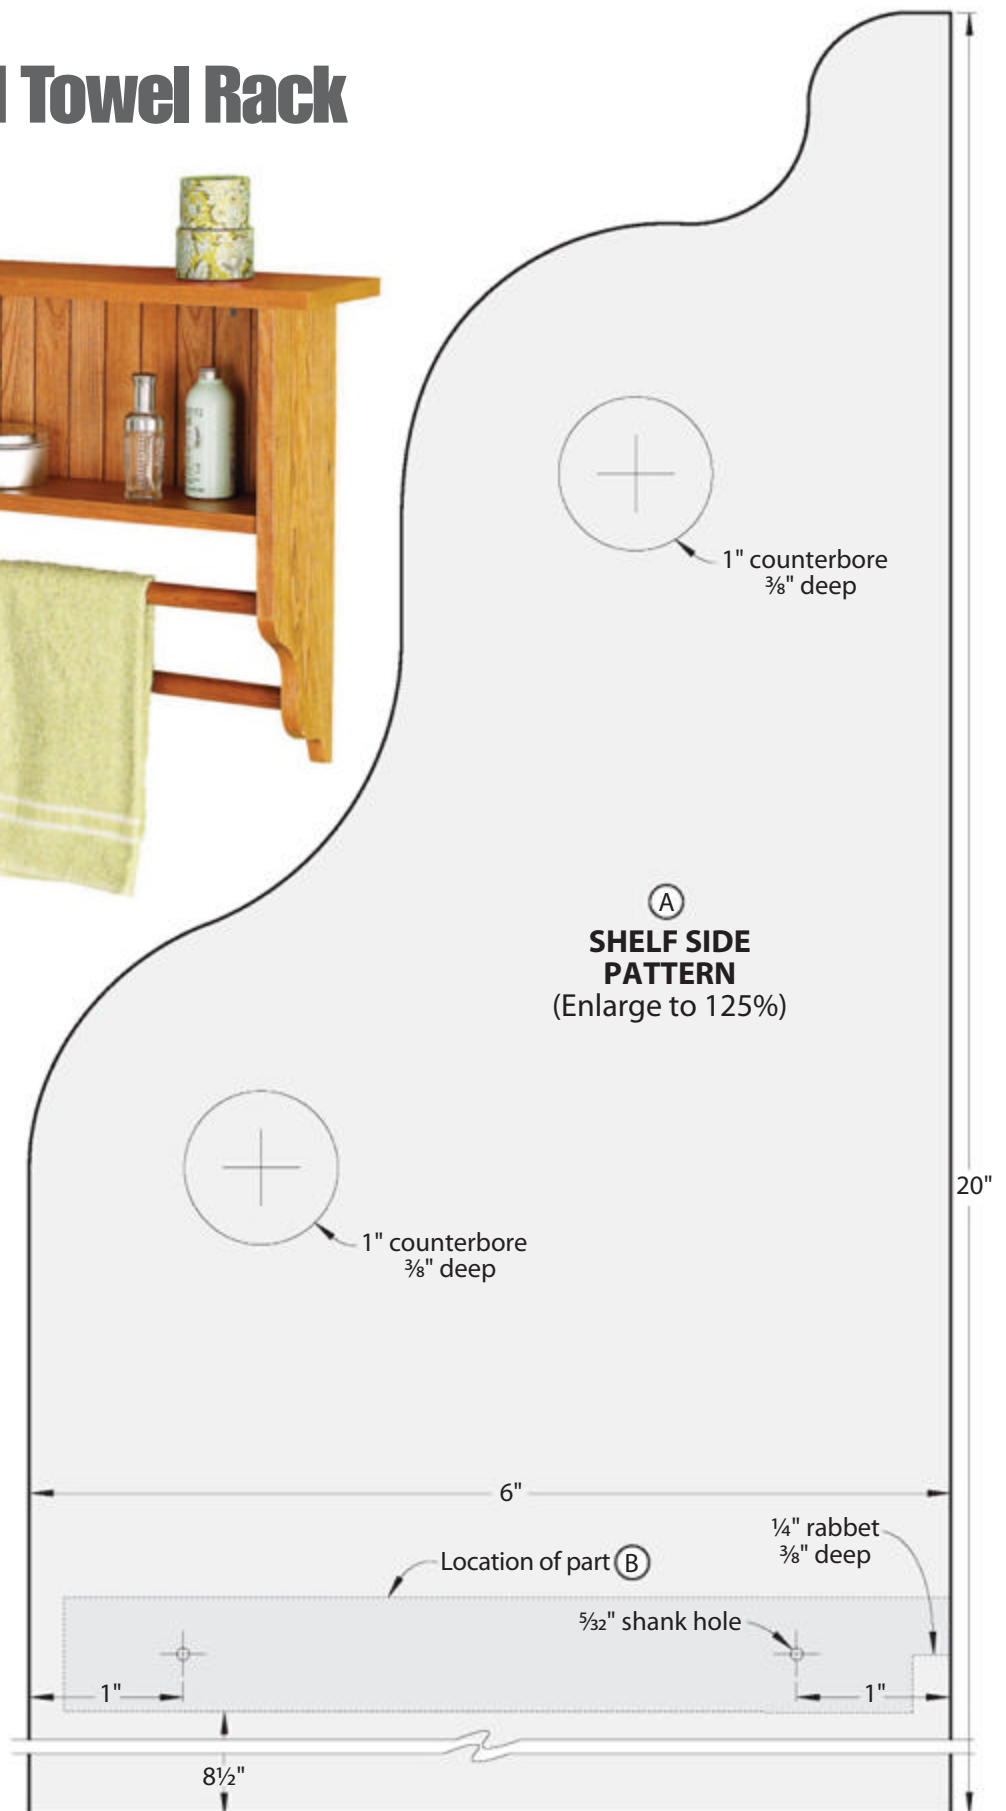 Towel Rack
1" counterbore
⅜" deep
A
SHELF SIDE
PATTERN
(Enlarge to 125%)
20"
1" counterbore
⅜" deep
6"
¼" rabbet
⅜" deep
Location of part B
5⁄32" shank hole
1"
1"
8½"